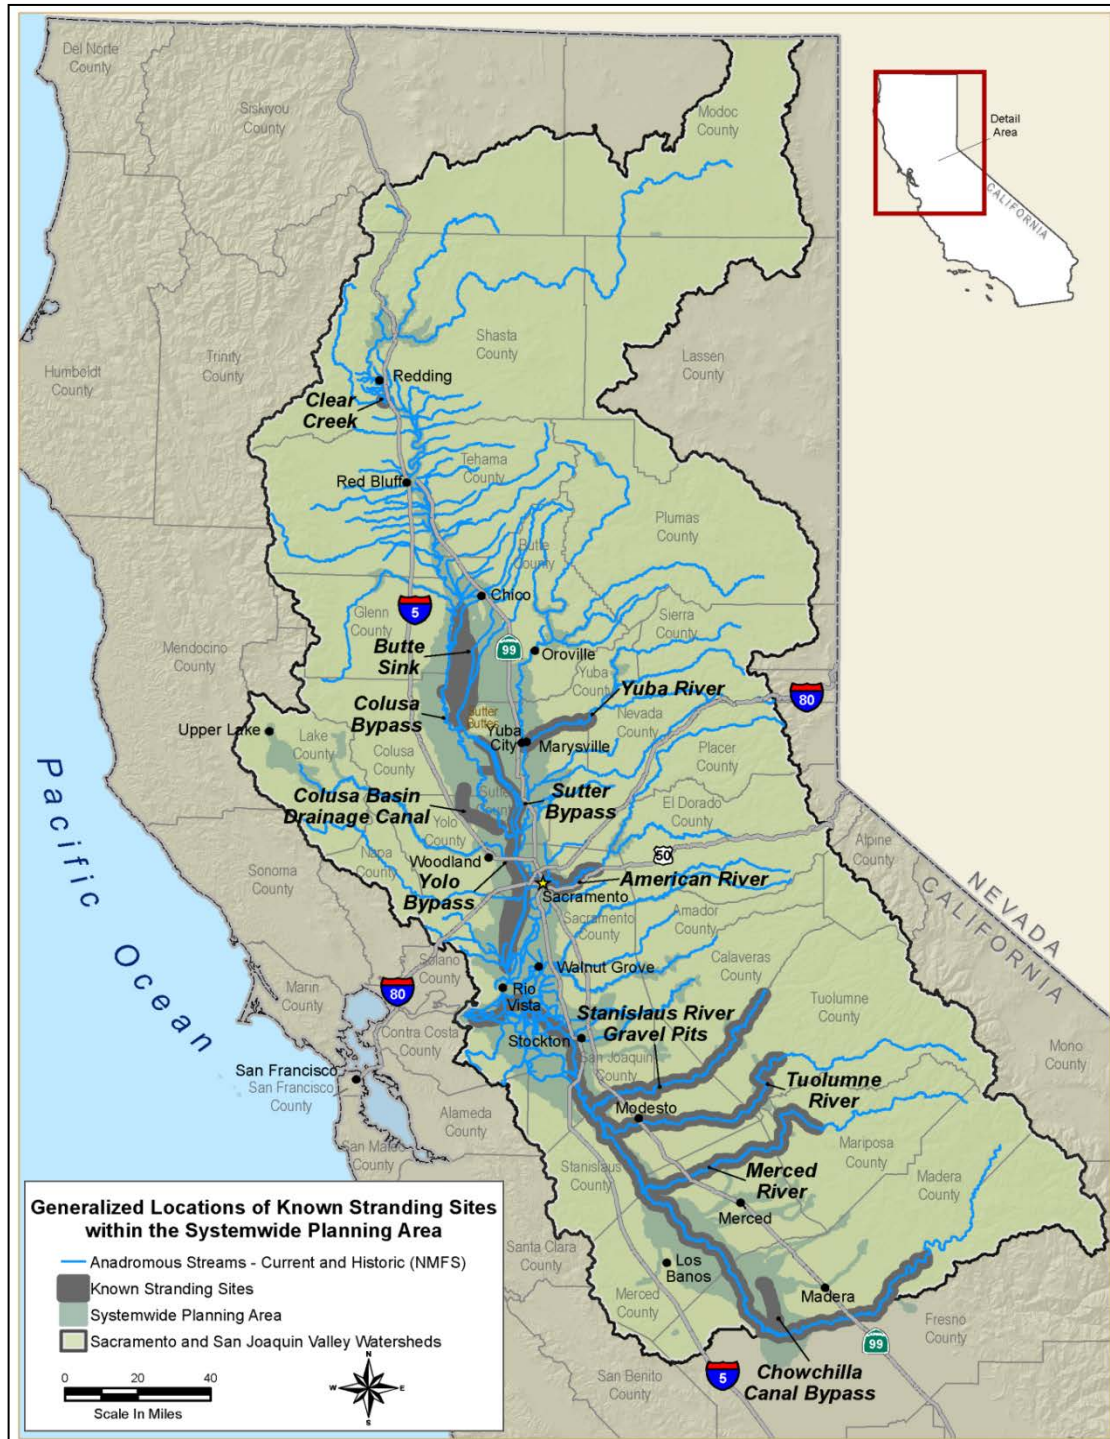 Del Norte
County
Siskiyou
County
Modoc
County
Detail
Area
CALIFORNIA
Shasta
County
Trinity
County
Humboldt
County
Lassen
County
Redding
Clear
Creek
Tehama
County
Red Bluff
Plumas
County
Butte
County
Chico
5
Glenn
County
Sierra
County
Mendocino
County
Butte
Sink
99
Oroville
Yuba
County
Yuba River
80
Colusa
Bypass
Sutter
Buttes
Nevada
County
Upper Lake
Lake
County
Yuba
City
Marysville
Colusa
County
Placer
County
Colusa Basin
Drainage Canal
Sutter
County
Sutter
Bypass
El Dorado
County
Yolo
County
Alpine
County
NEVADA
CALIFORNIA
Woodland
50
Napa
County
Yolo
Bypass
American River
Sonoma
County
Sacramento
Sacramento
County
Amador
County
Pacific Ocean
Solano
County
Walnut Grove
Calaveras
County
80
Rio
Vista
Marin
County
Tuolumne
County
Stanislaus River
Gravel Pits
Contra Costa
County
Stockton
San Joaquin
County
Mono
County
San Francisco
San Francisco
County
Tuolumne
River
Modesto
Alameda
County
San Mateo
County
Mariposa
County
Stanislaus
County
Merced
River
Madera
County
Merced
Santa Clara
County
Los
Banos
Merced
County
Madera
Fresno
County
99
San Benito
County
5
Chowchilla
Canal Bypass
Generalized Locations of Known Stranding Sites
within the Systemwide Planning Area
Anadromous Streams - Current and Historic (NMFS)
Known Stranding Sites
Systemwide Planning Area
Sacramento and San Joaquin Valley Watersheds
0 20 40
Scale In Miles
N
W E
S